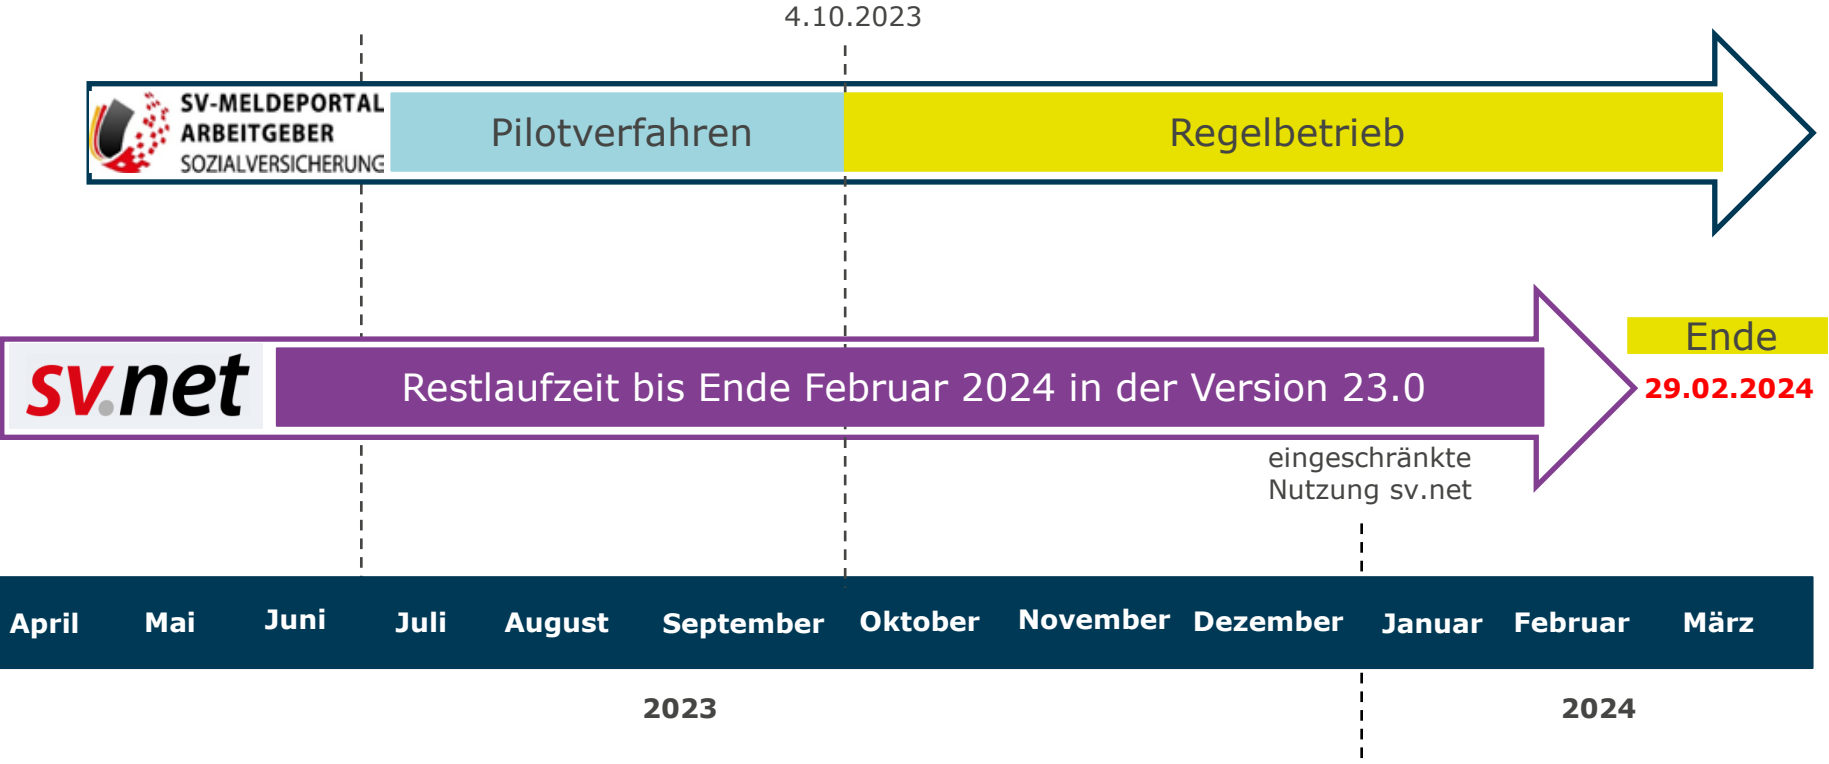 4.10.2023
SV-MELDEPORTAL
ARBEITGEBER
SOZIALVERSICHERUNG
Pilotverfahren
Regelbetrieb
sv.net
Restlaufzeit bis Ende Februar 2024 in der Version 23.0
Ende
29.02.2024
eingeschränkte
Nutzung sv.net
April Mai Juni Juli August September Oktober November Dezember Januar Februar März
2023 2024